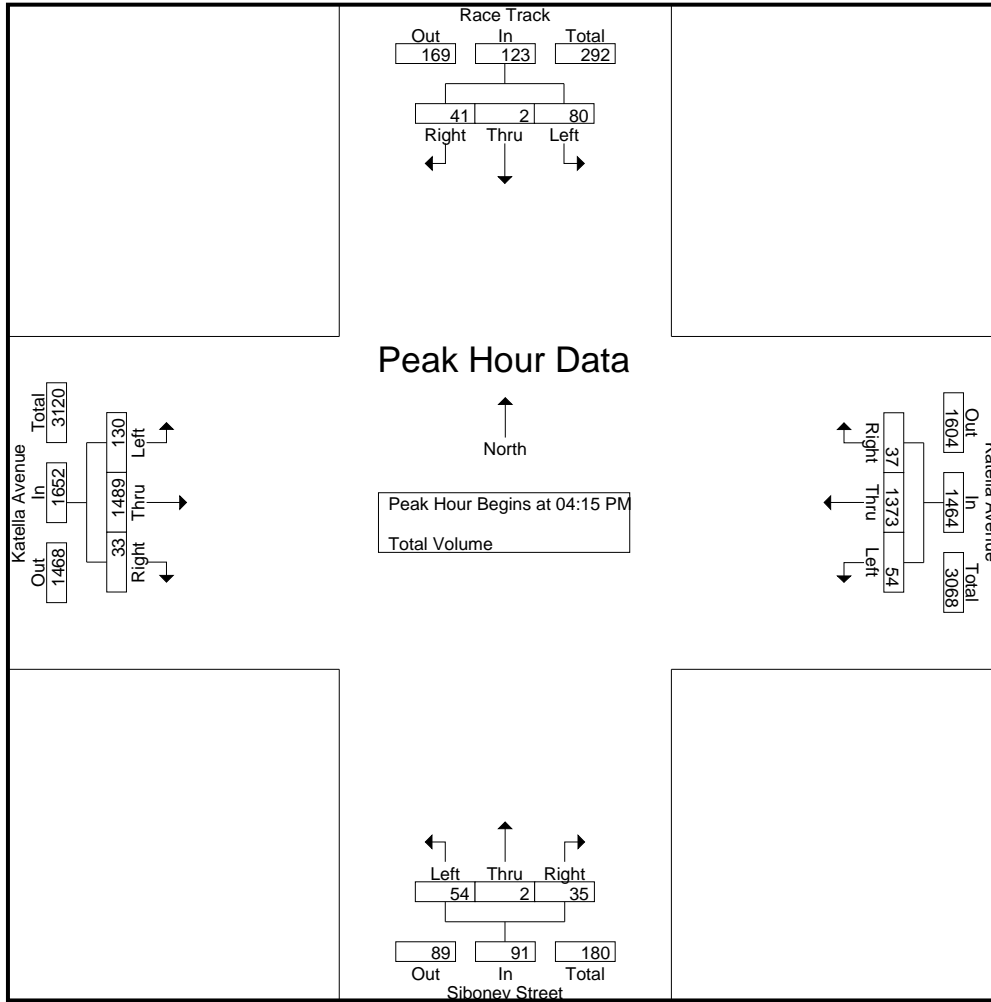 Race Track
Out In Total
169 123 292
41 2 80
Right Thru Left
Peak Hour Data
North
Peak Hour Begins at 04:15 PM
Total Volume
Katella Avenue
Total In Out
3120 1652 1468
130 1489 33
Left Thru Right
Right Thru Left
37 1373 54
Out In Total
1604 1464 3068
Katella Avenue
Left Thru Right
54 2 35
89 91 180
Out In Total
Siboney Street